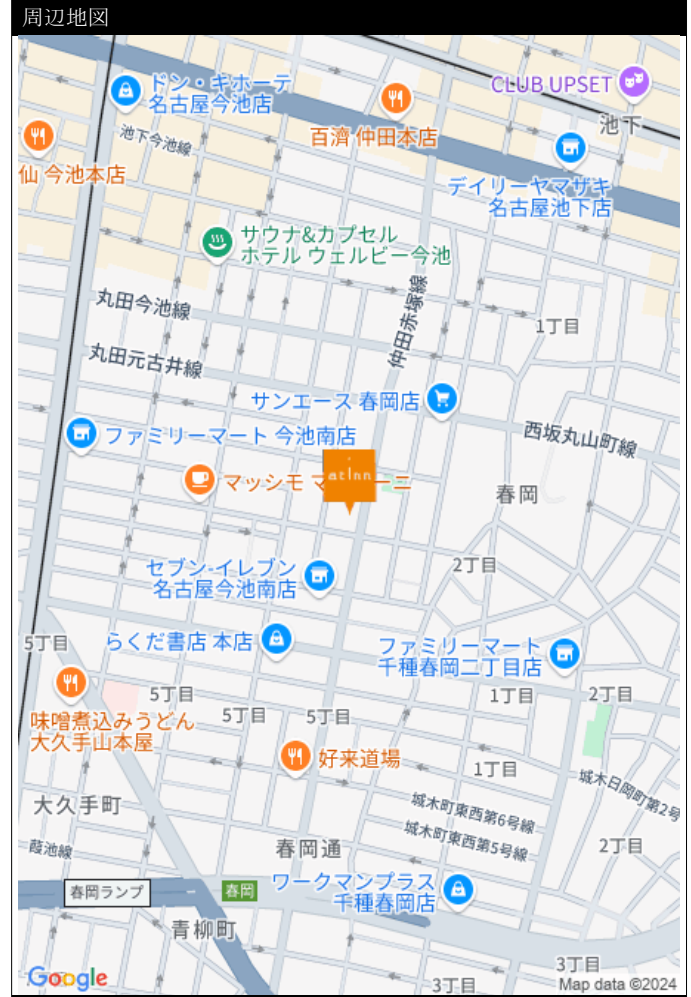 周辺地図
ドン・キホーテ
名古屋今池店
CLUB UPSET
池下
池下今池線
百濟 仲田本店
仙 今池本店
デイリーヤマザキ
名古屋池下店
サウナ&カプセル
ホテル ウェルビー今池
丸田今池線
仲田赤塚線
1丁目
丸田元古井線
サンエース 春岡店
西坂丸山町線
ファミリーマート 今池南店
atInn
マッシモ マ
ーニ
春岡
2丁目
セブン-イレブン
名古屋今池南店
5丁目
らくだ書店 本店
ファミリーマート
千種春岡二丁目店
5丁目
1丁目
2丁目
味噌煮込みうどん
大久手山本屋
5丁目
5丁目
好来道場
1丁目
城木日岡町第2号
大久手町
城木町東西第6号線
城木町東西第5号線
春岡通
2丁目
葭池線
春岡ランプ
春岡
ワークマンプラス
千種春岡店
青柳町
3丁目
3丁目
Google
Map data ©2024